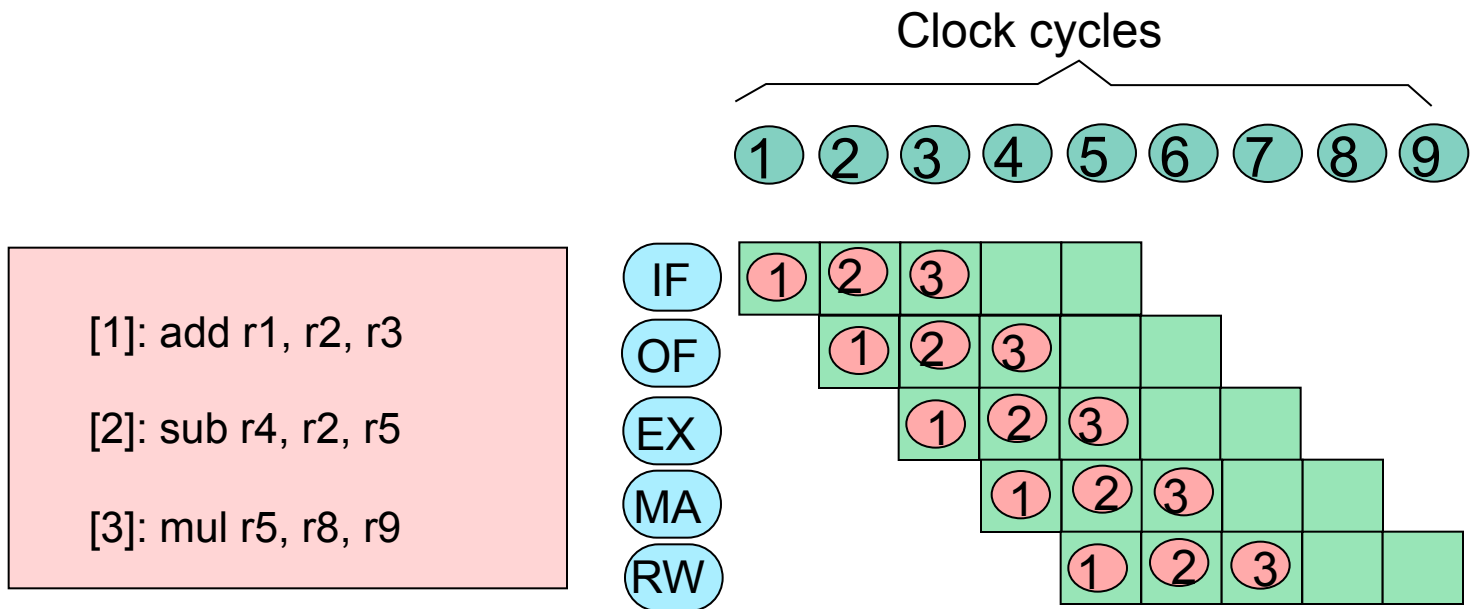 Clock cycles
1 2 3 4 5 6 7 8 9
[1]: add r1, r2, r3
[2]: sub r4, r2, r5
[3]: mul r5, r8, r9
IF 1 2 3
OF 1 2 3
EX 1 2 3
MA 1 2 3
RW 1 2 3